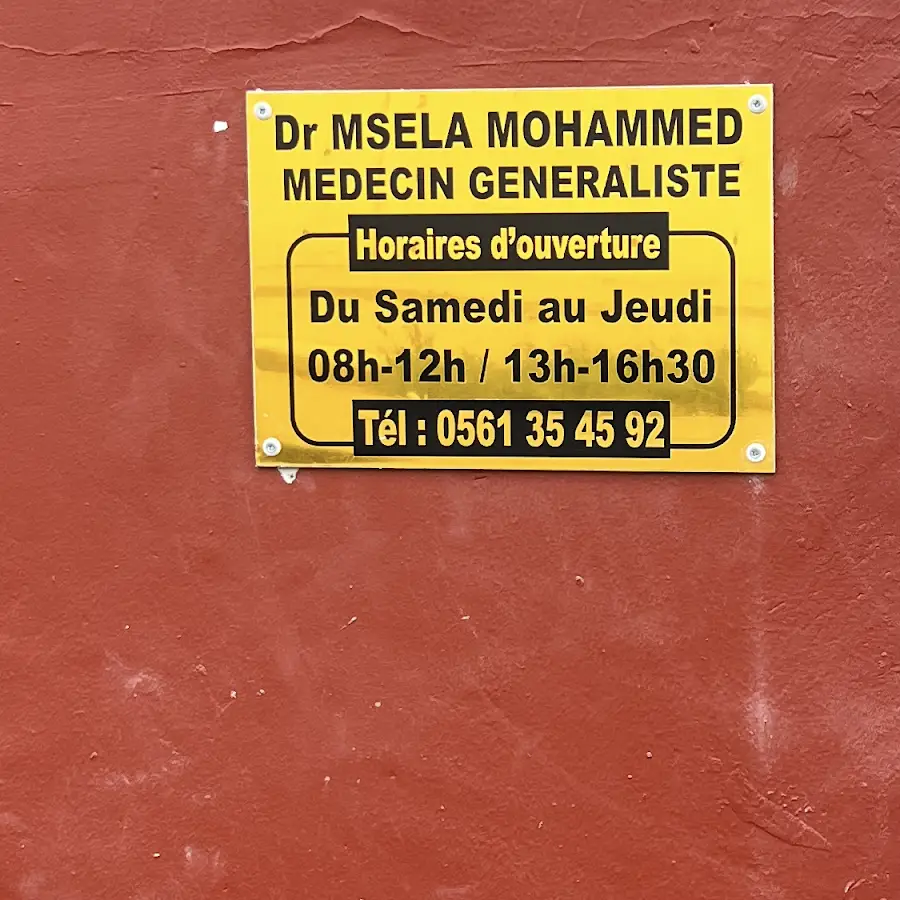 Dr MSELA MOHAMMED
MEDECIN GENERALISTE
Horaires d'ouverture
Du Samedi au Jeudi
08h-12h / 13h-16h30
Tél : 0561 35 45 92